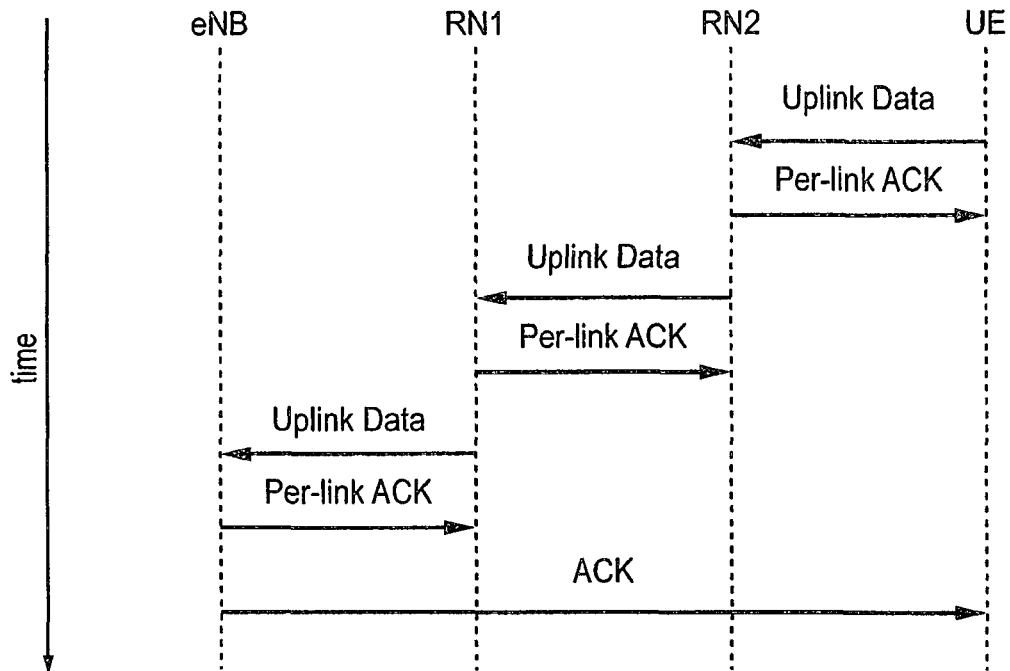 eNB RN1 RN2 UE
Uplink Data
Per-link ACK
Uplink Data
Per-link ACK
Uplink Data
Per-link ACK
ACK
time